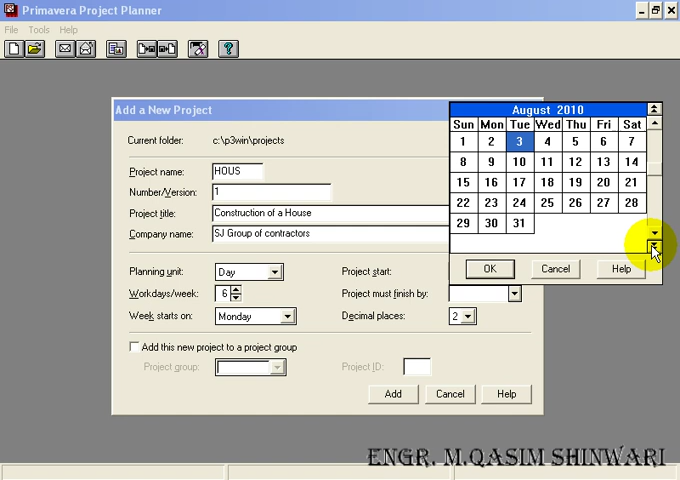 Primavera Project Planner
File Tools Help
Add a New Project
Current folder: c:\p3win\projects
Project name: HOUS
Number/Version: 1
Project title: Construction of a House
Company name: SJ Group of contractors
Planning unit: Day
Project start:
Workdays/week: 6
Project must finish by:
Week starts on: Monday
Decimal places: 2
Add this new project to a project group
Project group:
Project ID:
Add Cancel Help
August 2010
Sun Mon Tue Wed Thu Fri Sat
1 2 3 4 5 6 7
8 9 10 11 12 13 14
15 16 17 18 19 20 21
22 23 24 25 26 27 28
29 30 31
OK Cancel Help
ENGR. M.QASIM SHINWARI